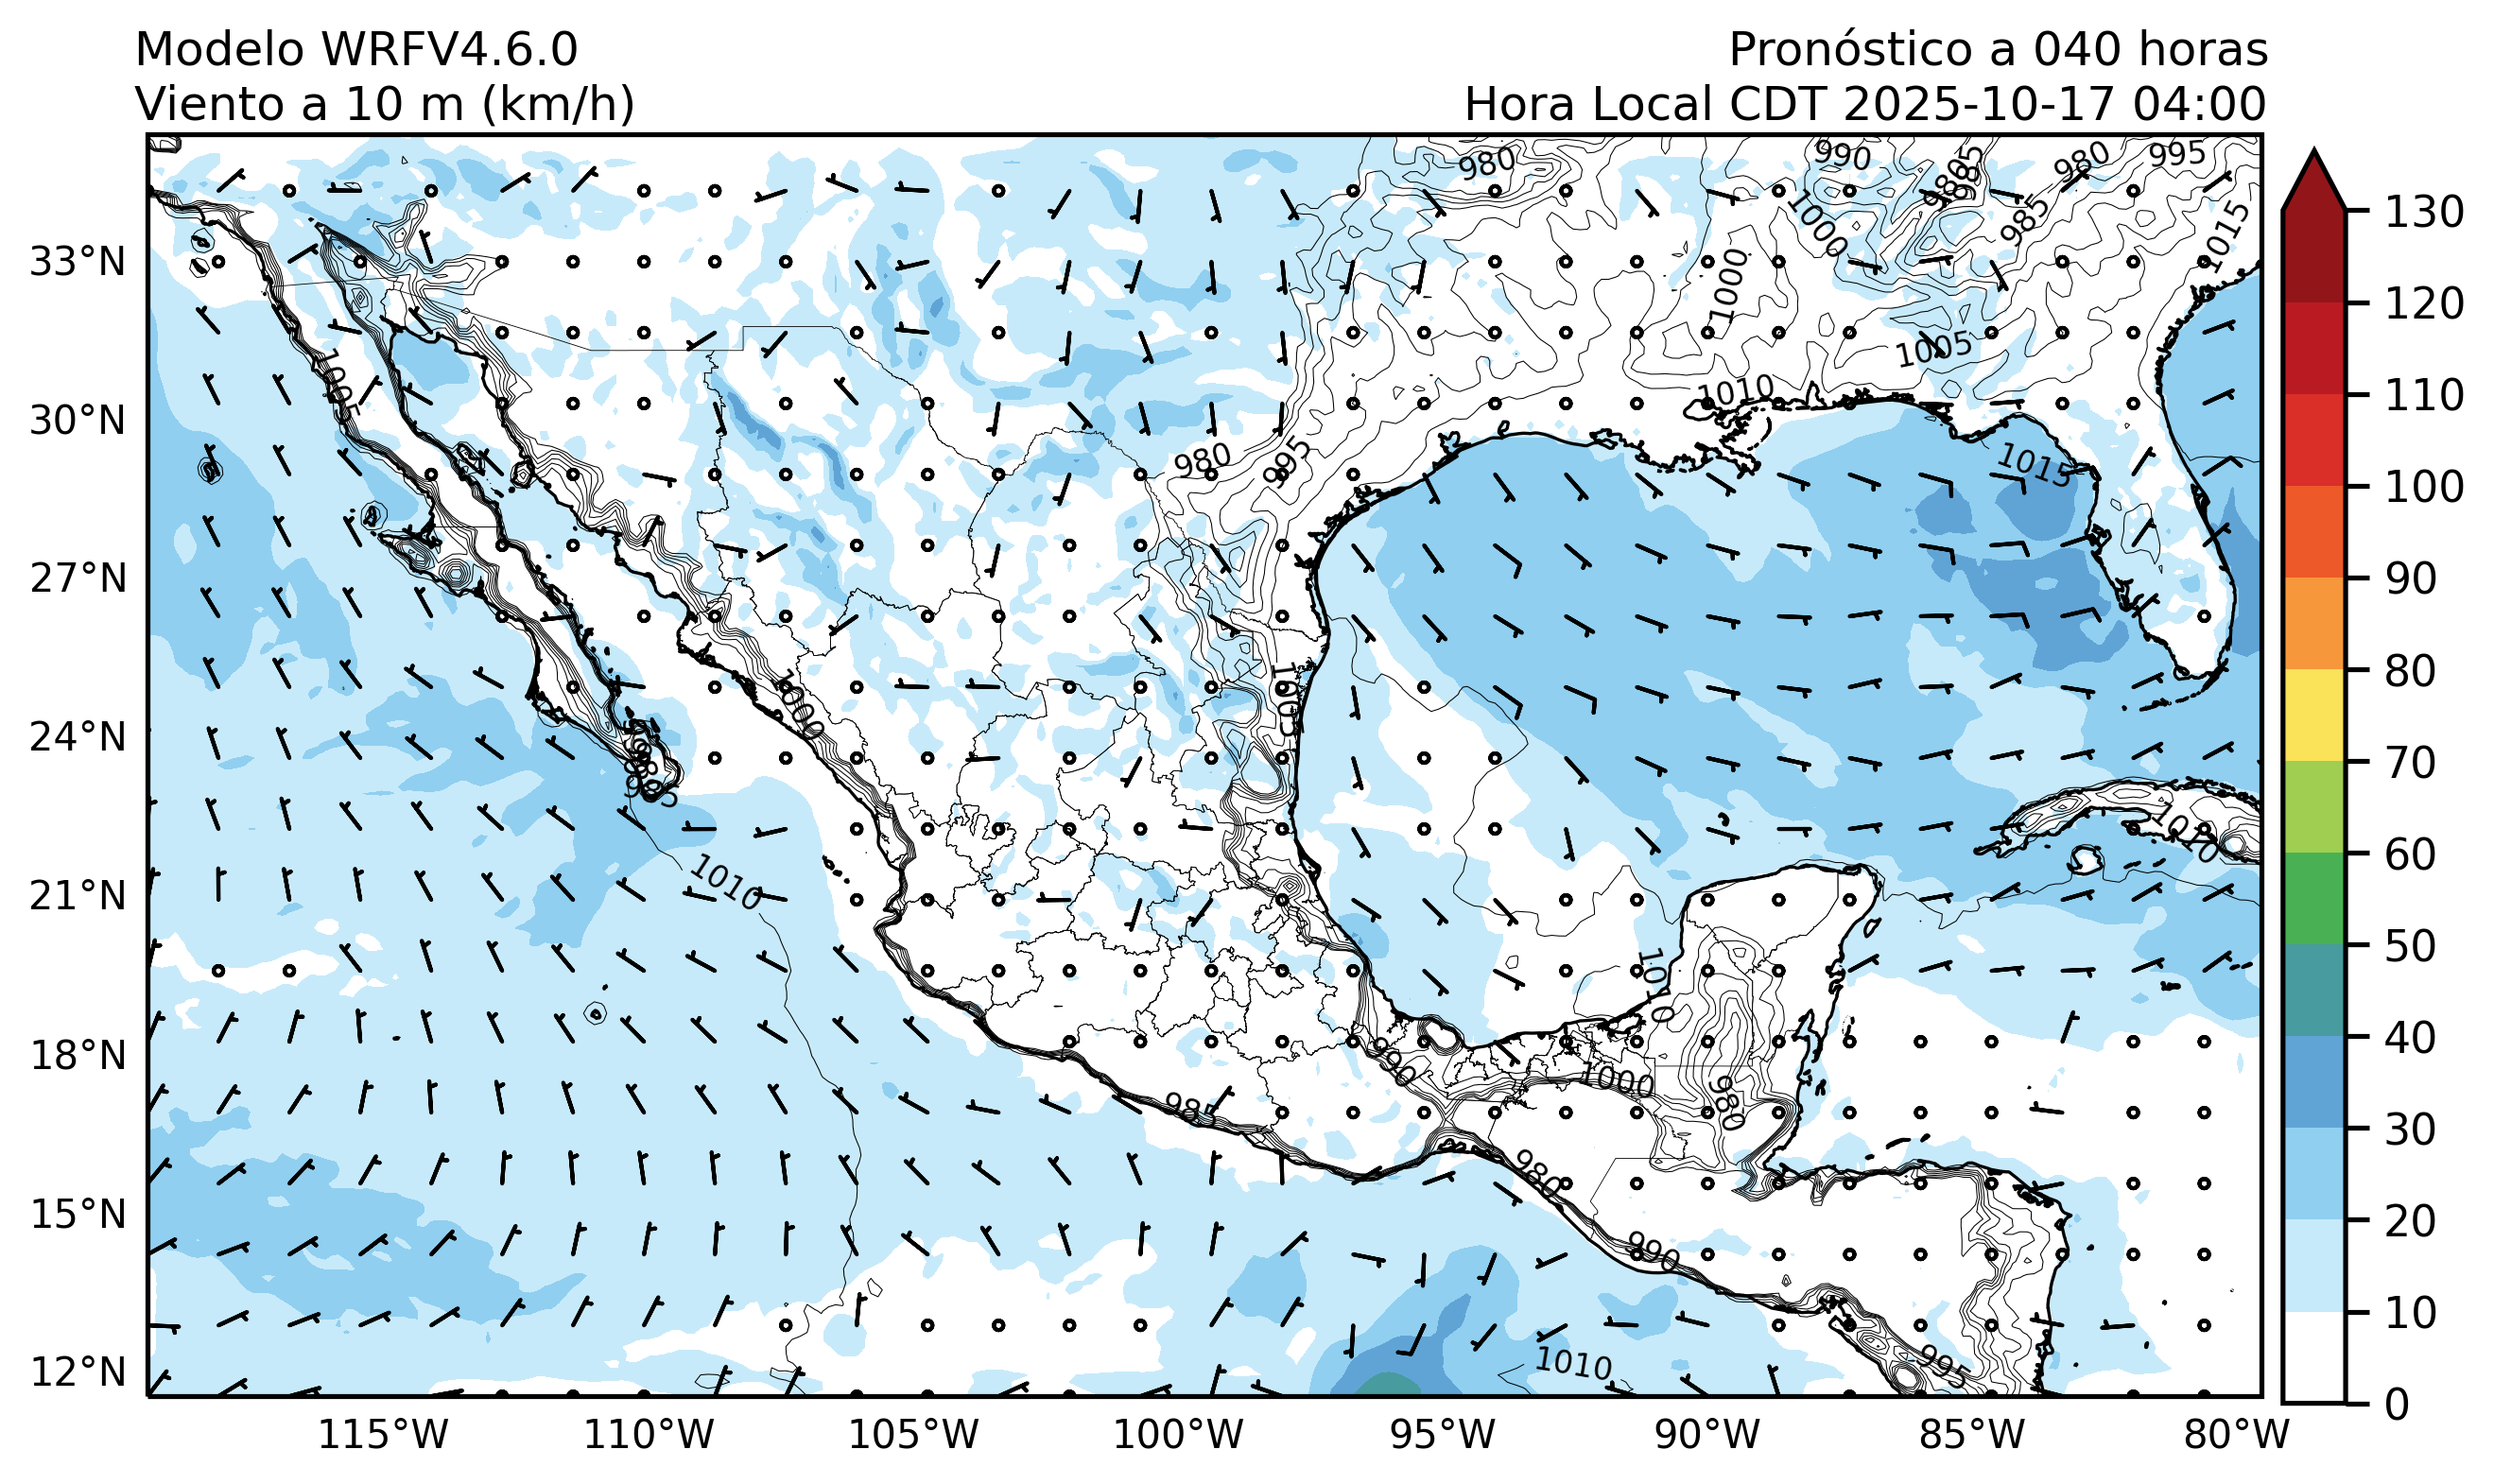 Modelo WRFV4.6.0
Pronóstico a 040 horas
Viento a 10 m (km/h)
Hora Local CDT 2025-10-17 04:00
980
990
985
980
995
985
1000
1015
1000
1005
1010
1005
980
995
1015
1005
1000
985
1010
1010
1010
990
1000
980
985
980
990
1010
995
33°N
30°N
27°N
24°N
21°N
18°N
15°N
12°N
115°W
110°W
105°W
100°W
95°W
90°W
85°W
80°W
130
120
110
100
90
80
70
60
50
40
30
20
10
0